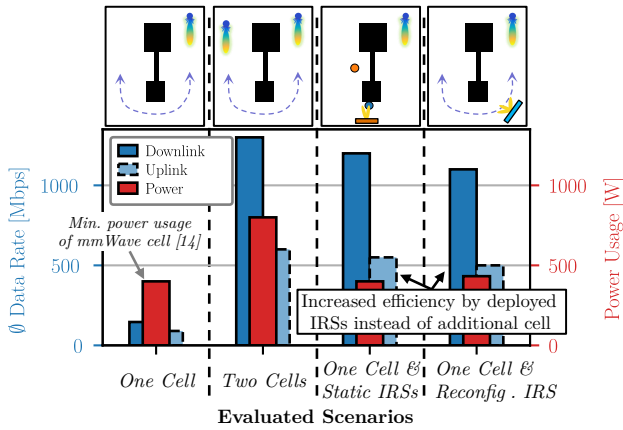 Downlink
Uplink
Power
1000
500
0
Ø Data Rate [Mbps]
Min. power usage
of mmWave cell [14]
Increased efficiency by deployed
IRSs instead of additional cell
1000
500
0
Power Usage [W]
One Cell
Two Cells
One Cell &
Static IRSs
One Cell &
Reconfig . IRS
Evaluated Scenarios